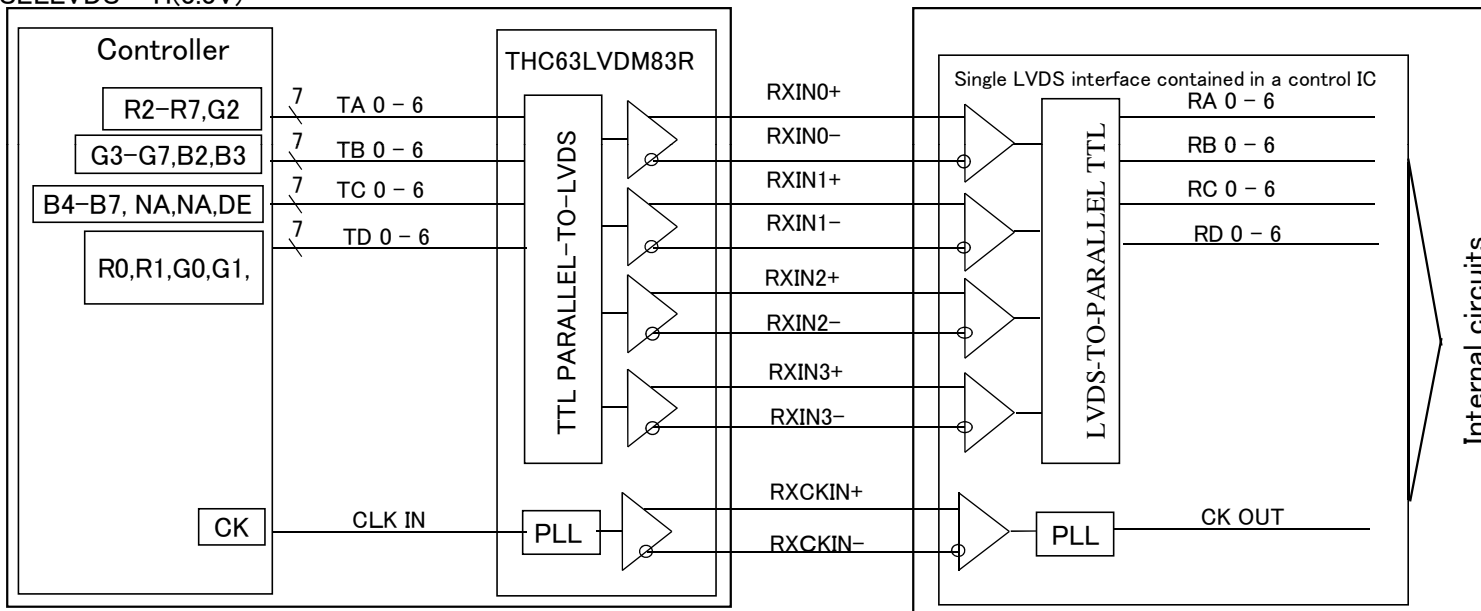 Controller
THC63LVDM83R
R2-R7,G2
G3-G7,B2,B3
B4-B7, NA,NA,DE
R0,R1,G0,G1,
CK
7
TA 0 - 6
7
TB 0 - 6
7
TC 0 - 6
7
TD 0 - 6
CLK IN
TTL PARALLEL-TO-LVDS
PLL
RXIN0+
RXIN0-
RXIN1+
RXIN1-
RXIN2+
RXIN2-
RXIN3+
RXIN3-
RXCKIN+
RXCKIN-
Single LVDS interface contained in a control IC
LVDS-TO-PARALLEL TTL
PLL
RA 0 - 6
RB 0 - 6
RC 0 - 6
RD 0 - 6
CK OUT
Internal circuits